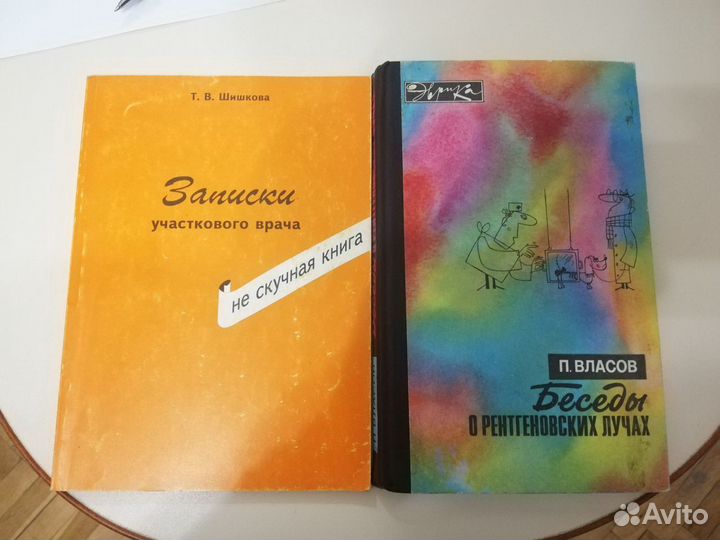 Т. В. Шишкова
Записки
участкового врача
не скучная книга
Эврика
П. ВЛАСОВ
Беседы
О РЕНТГЕНОВСКИХ ЛУЧАХ
Avito